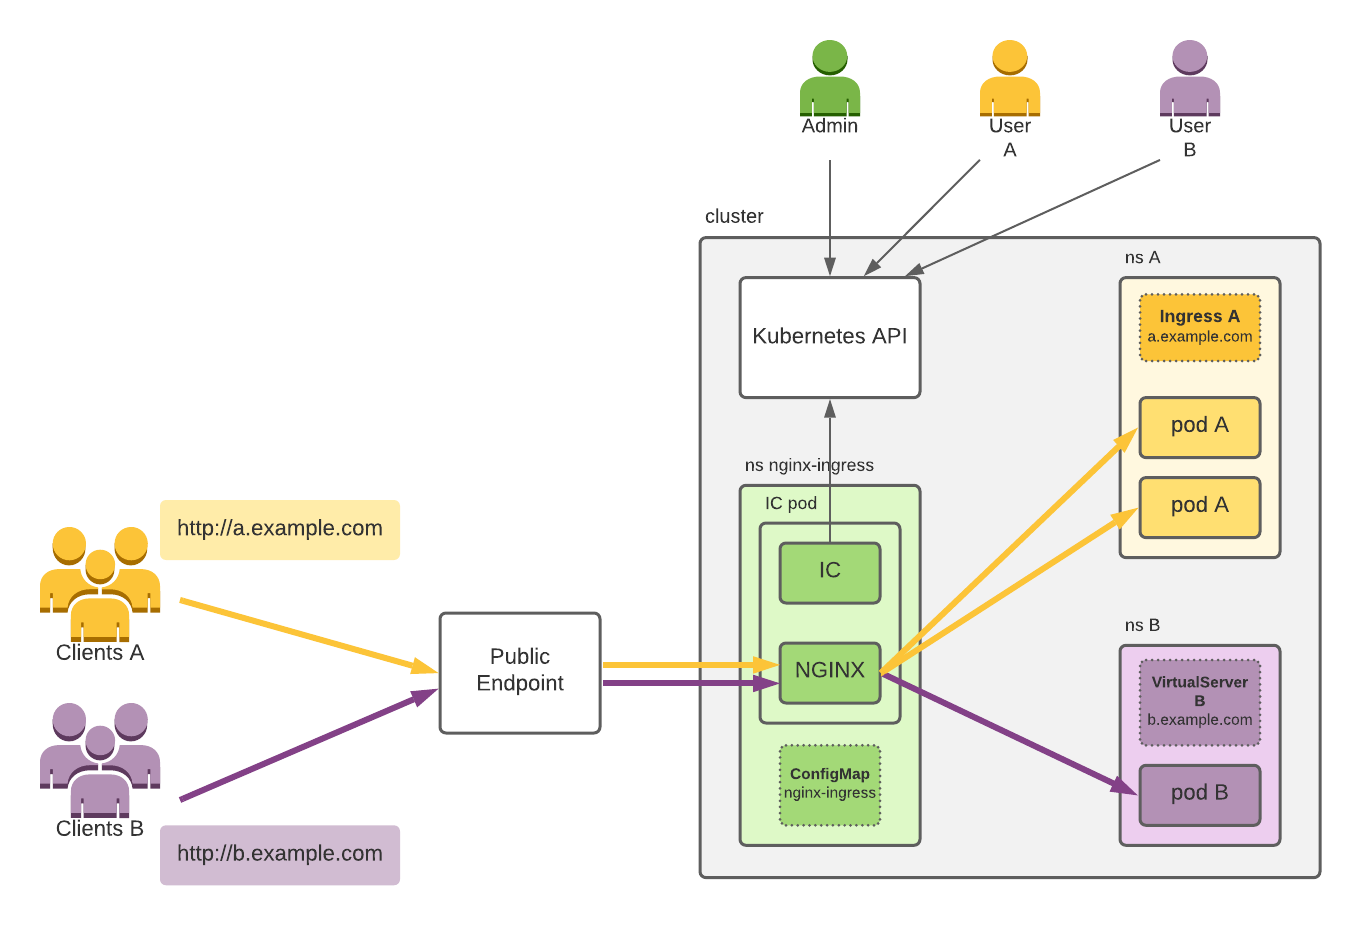 Admin
User
A
User
B
cluster
ns A
Ingress A
a.example.com
Kubernetes API
pod A
pod A
ns nginx-ingress
IC pod
IC
NGINX
ConfigMap
nginx-ingress
ns B
VirtualServer
B
b.example.com
pod B
http://a.example.com
Clients A
Public
Endpoint
Clients B
http://b.example.com